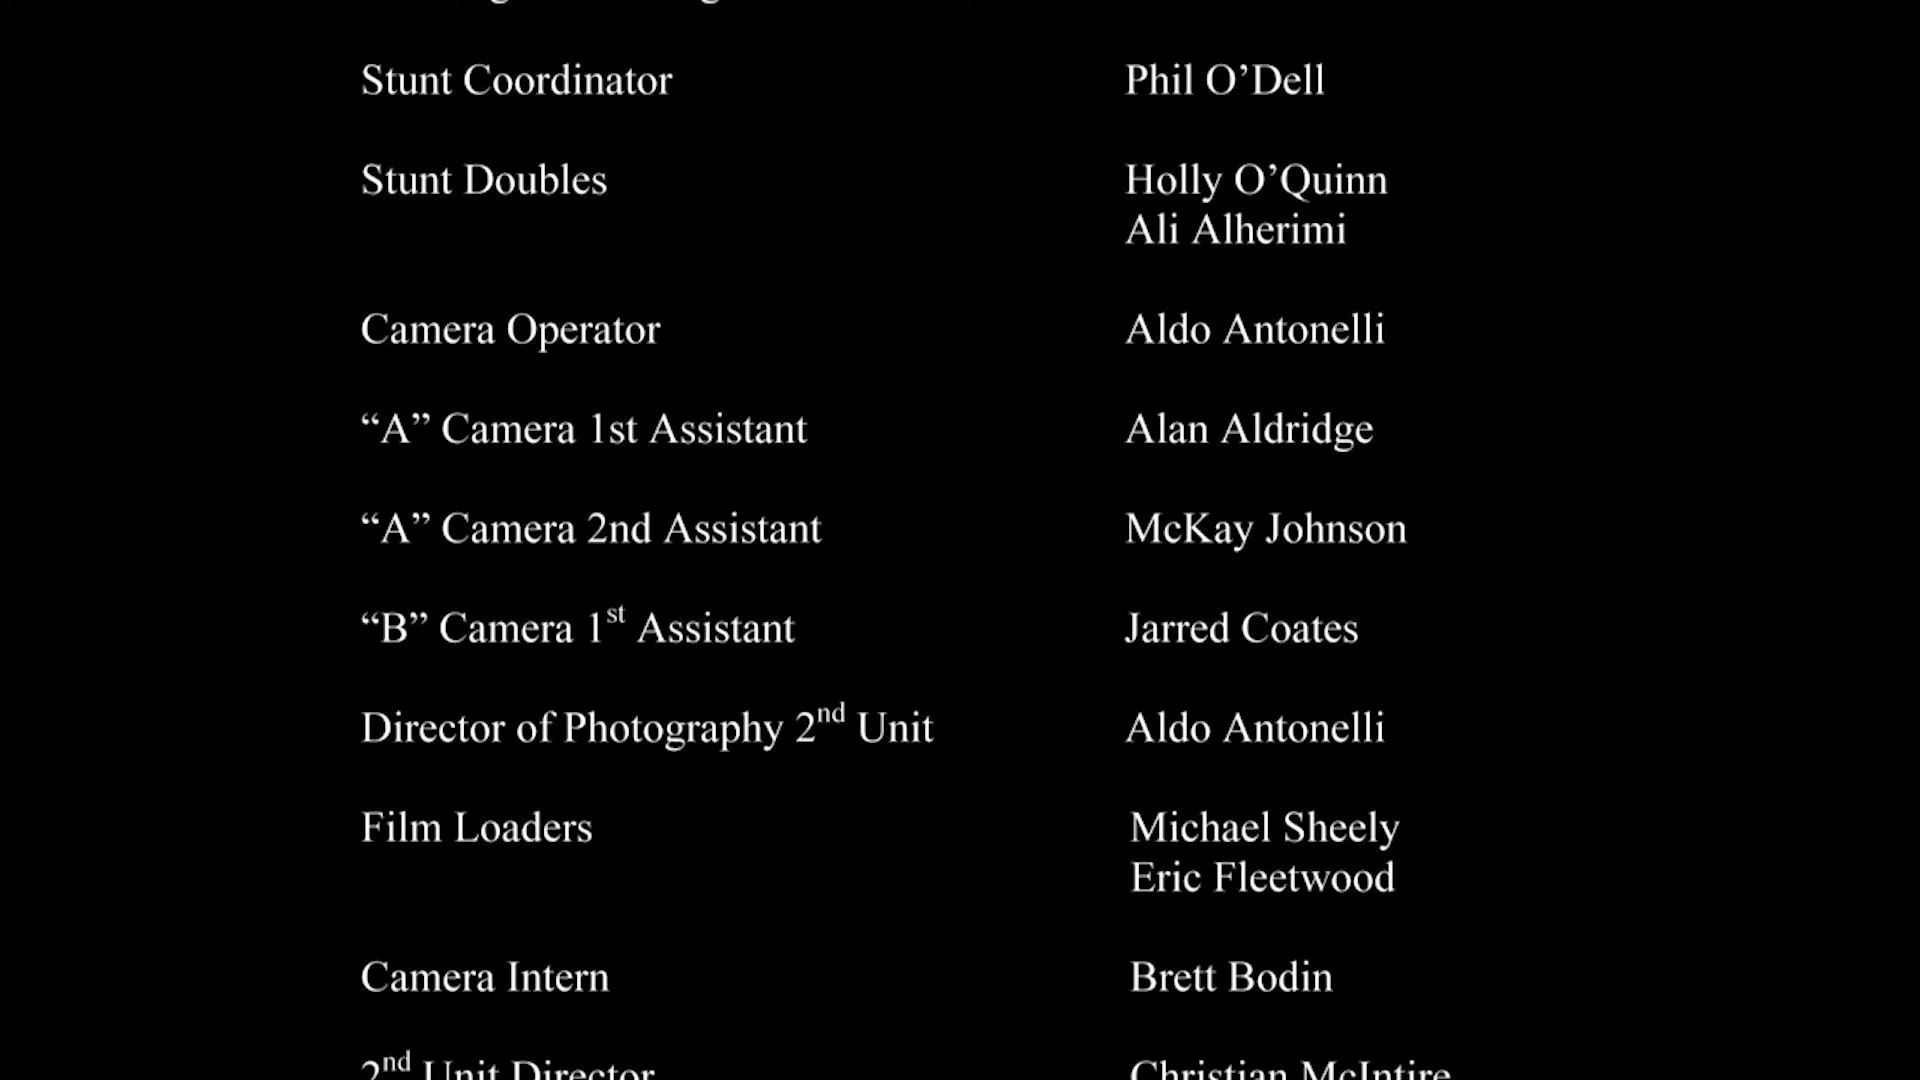 Stunt Coordinator Phil O’Dell
Stunt Doubles Holly O’Quinn
Ali Alherimi
Camera Operator Aldo Antonelli
“A” Camera 1st Assistant Alan Aldridge
“A” Camera 2nd Assistant McKay Johnson
“B” Camera 1st Assistant Jarred Coates
Director of Photography 2nd Unit Aldo Antonelli
Film Loaders Michael Sheely
Eric Fleetwood
Camera Intern Brett Bodin
2nd Unit Director Christian McIntire